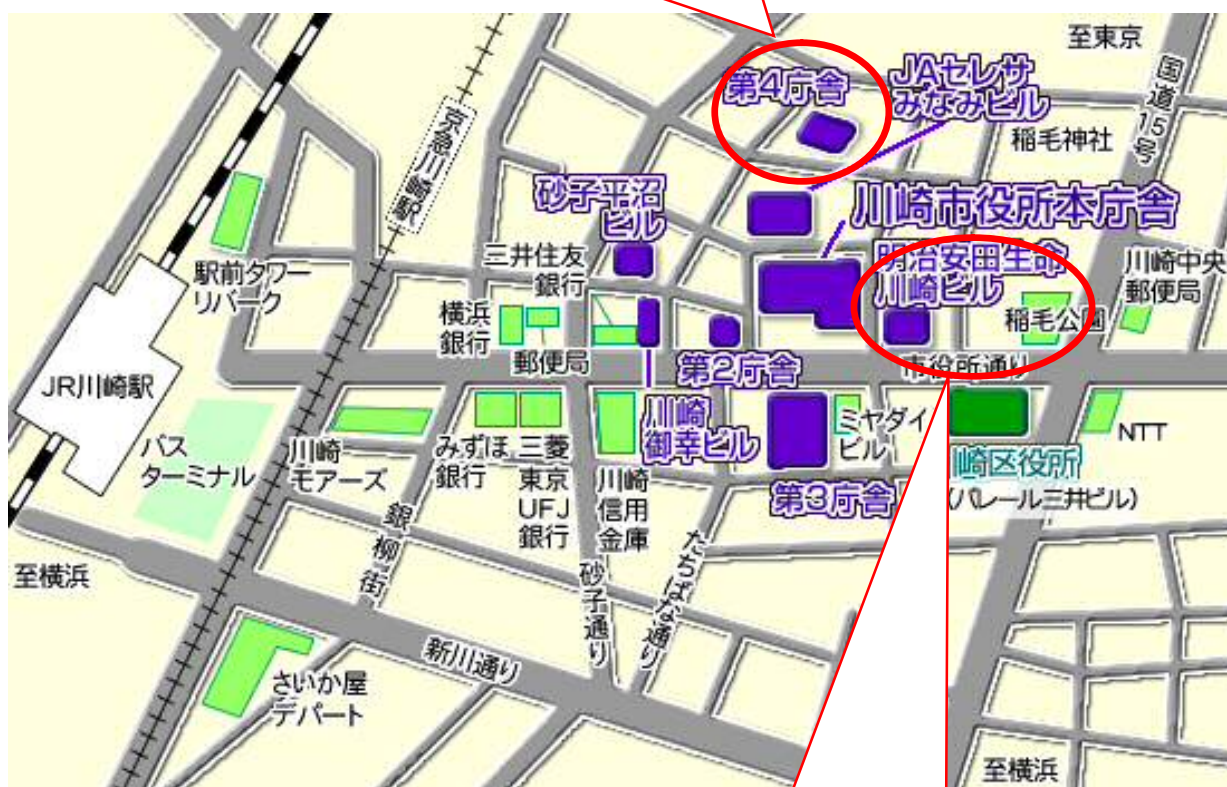 至東京
国道15号
第4庁舎
JAセレサ
みなみビル
稲毛神社
京急川崎駅
砂子平沼
ビル
川崎市役所本庁舎
明治安田生命
川崎ビル
川崎中央
郵便局
駅前タワー
リバーク
三井住友
銀行
横浜
銀行
郵便局
稲毛公園
第2庁舎
市役所通り
JR川崎駅
バス
ターミナル
川崎
モアーズ
みずほ
銀行
三菱
東京
UFJ
銀行
川崎
信用
金庫
川崎
御幸ビル
ミヤダイ
ビル
NTT
第3庁舎
崎区役所
(パレール三井ビル)
銀柳街
砂子通り
たちばな通り
至横浜
新川通り
さいか屋
デパート
至横浜